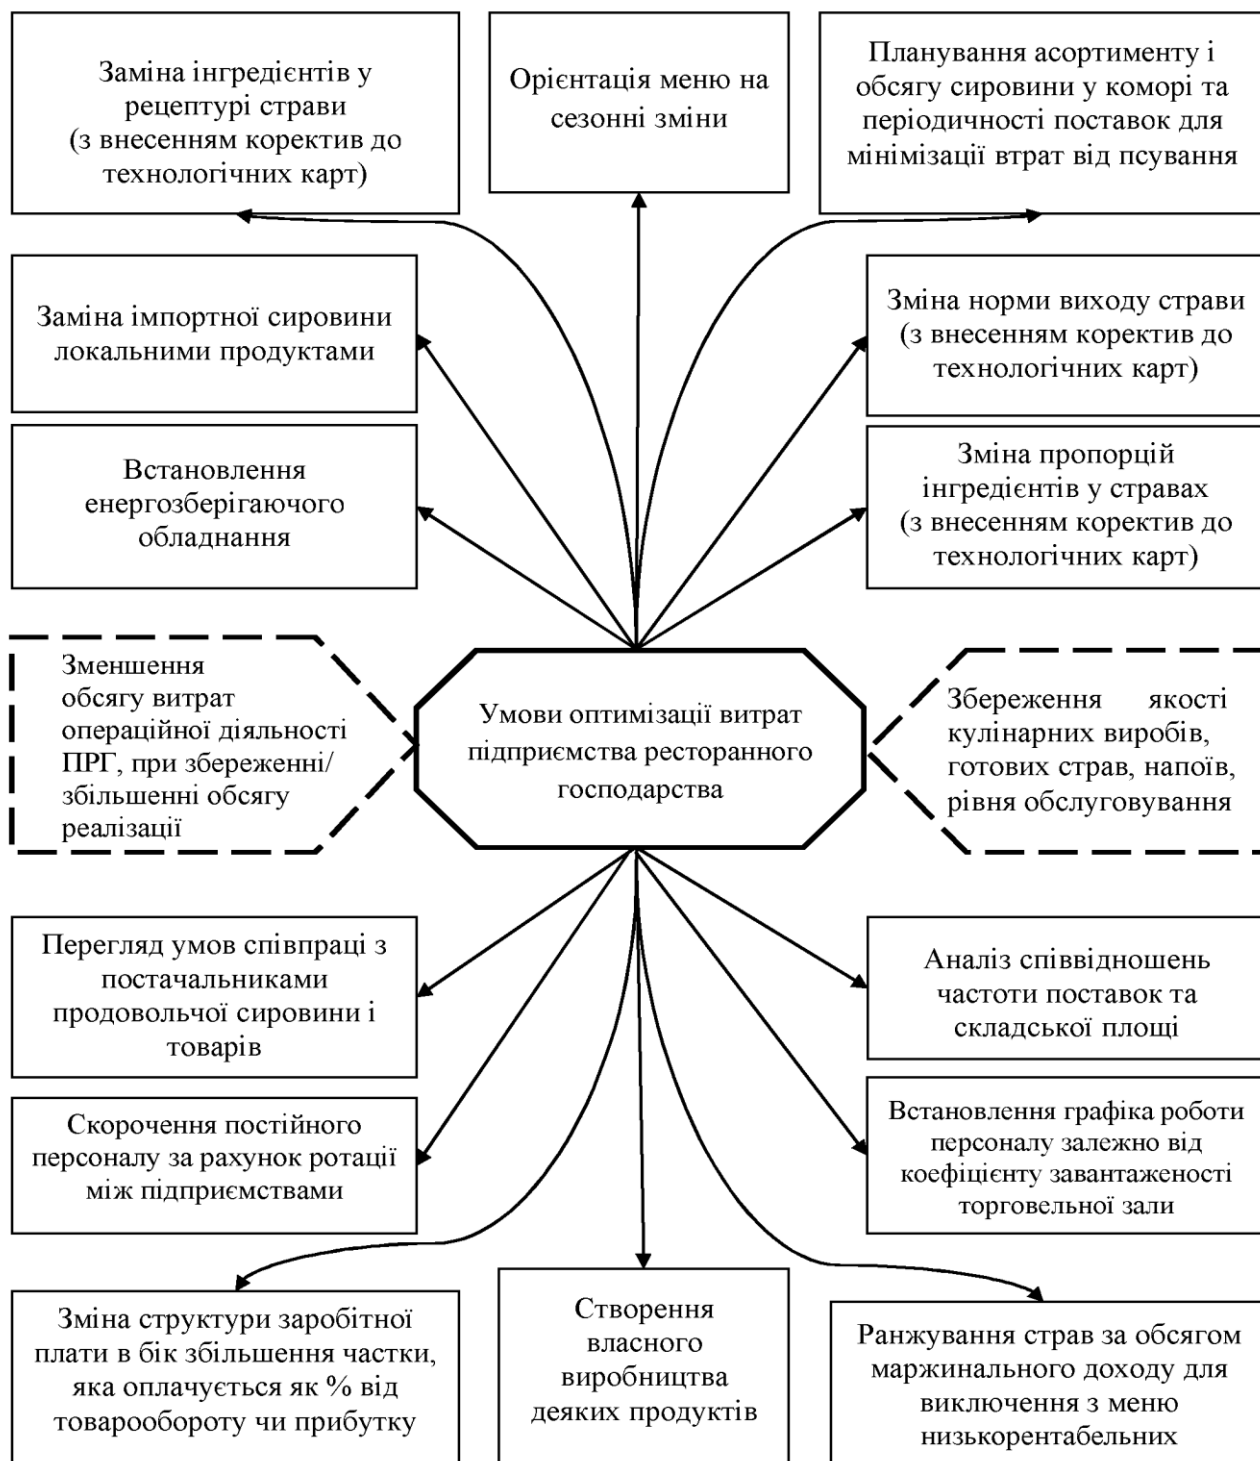 Заміна інгредієнтів у
рецептурі страви
(з внесенням коректив до
технологічних карт)
Орієнтація меню на
сезонні зміни
Планування асортименту і
обсягу сировини у коморі та
періодичності поставок для
мінімізації втрат від псування
Заміна імпортної сировини
локальними продуктами
Зміна норми виходу страви
(з внесенням коректив до
технологічних карт)
Встановлення
енергозберігаючого
обладнання
Зміна пропорцій
інгредієнтів у стравах
(з внесенням коректив до
технологічних карт)
Зменшення
обсягу витрат
операційної діяльності
ПРГ, при збереженні/
збільшенні обсягу
реалізації
Умови оптимізації витрат
підприємства ресторанного
господарства
Збереження якості
кулінарних виробів,
готових страв, напоїв,
рівня обслуговування
Перегляд умов співпраці з
постачальниками
продовольчої сировини і
товарів
Аналіз співвідношень
частоти поставок та
складської площі
Скорочення постійного
персоналу за рахунок ротації
між підприємствами
Встановлення графіка роботи
персоналу залежно від
коефіцієнту завантаженості
торговельної зали
Зміна структури заробітної
плати в бік збільшення частки,
яка оплачується як % від
товарообороту чи прибутку
Створення
власного
виробництва
деяких продуктів
Ранжування страв за обсягом
маржинального доходу для
виключення з меню
низькорентабельних